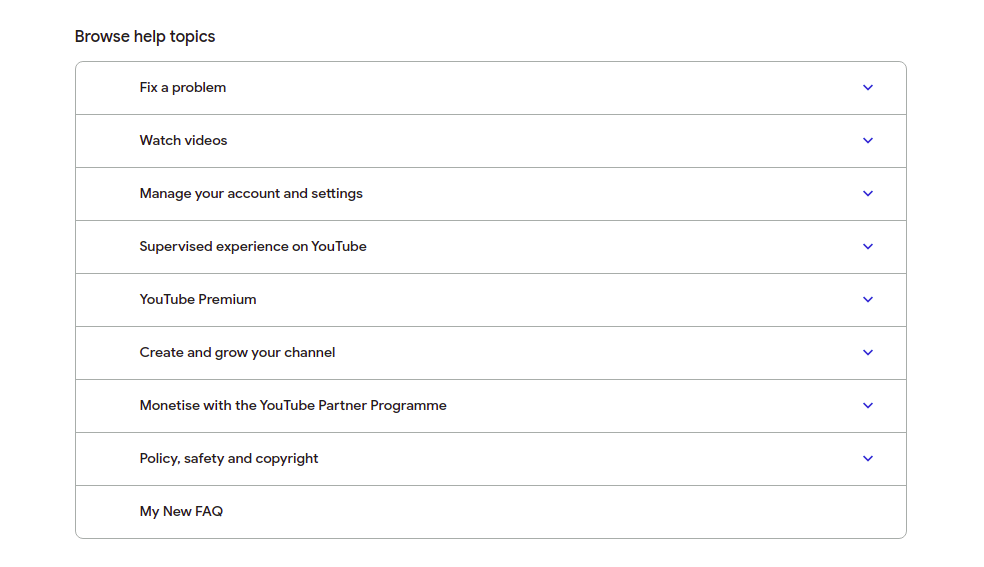 Browse help topics
Fix a problem
Watch videos
Manage your account and settings
Supervised experience on YouTube
YouTube Premium
Create and grow your channel
Monetise with the YouTube Partner Programme
Policy, safety and copyright
My New FAQ